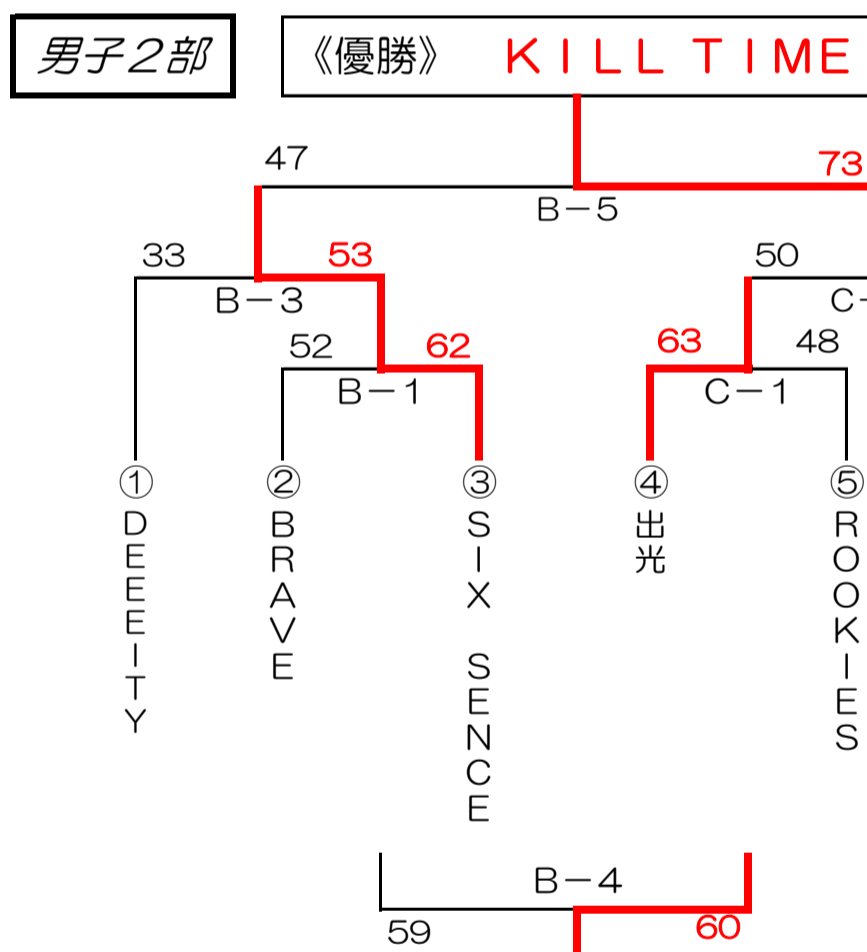 男子2部
《優勝》 KILL TIME
47
73
B-5
33
53
50
B-3
C-
52
62
63
48
B-1
C-1
①
②
③
④
⑤
DEEEITY
BRAVE
SIX SENCE
出光
ROOKIES
B-4
59
60